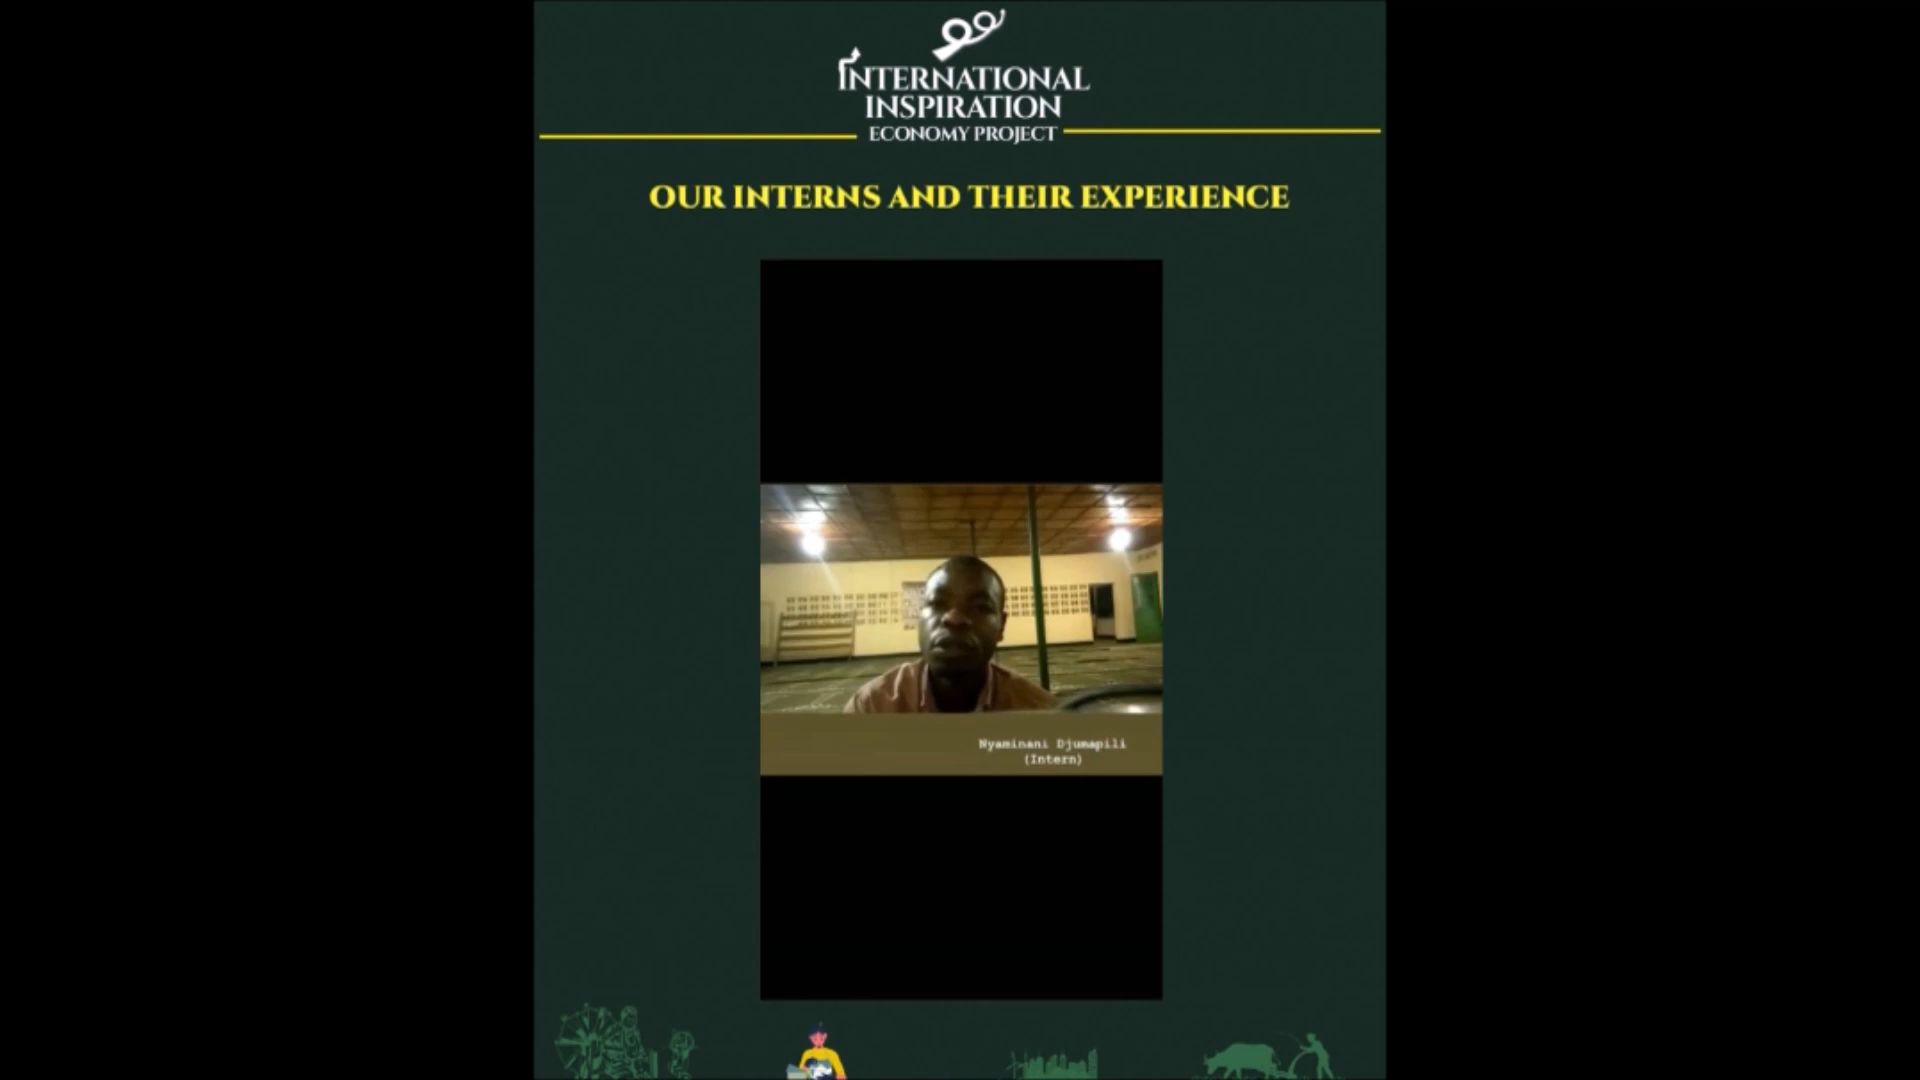 INTERNATIONAL
INSPIRATION
ECONOMY PROJECT
OUR INTERNS AND THEIR EXPERIENCE
Nyaminani Djumapili
(Intern)